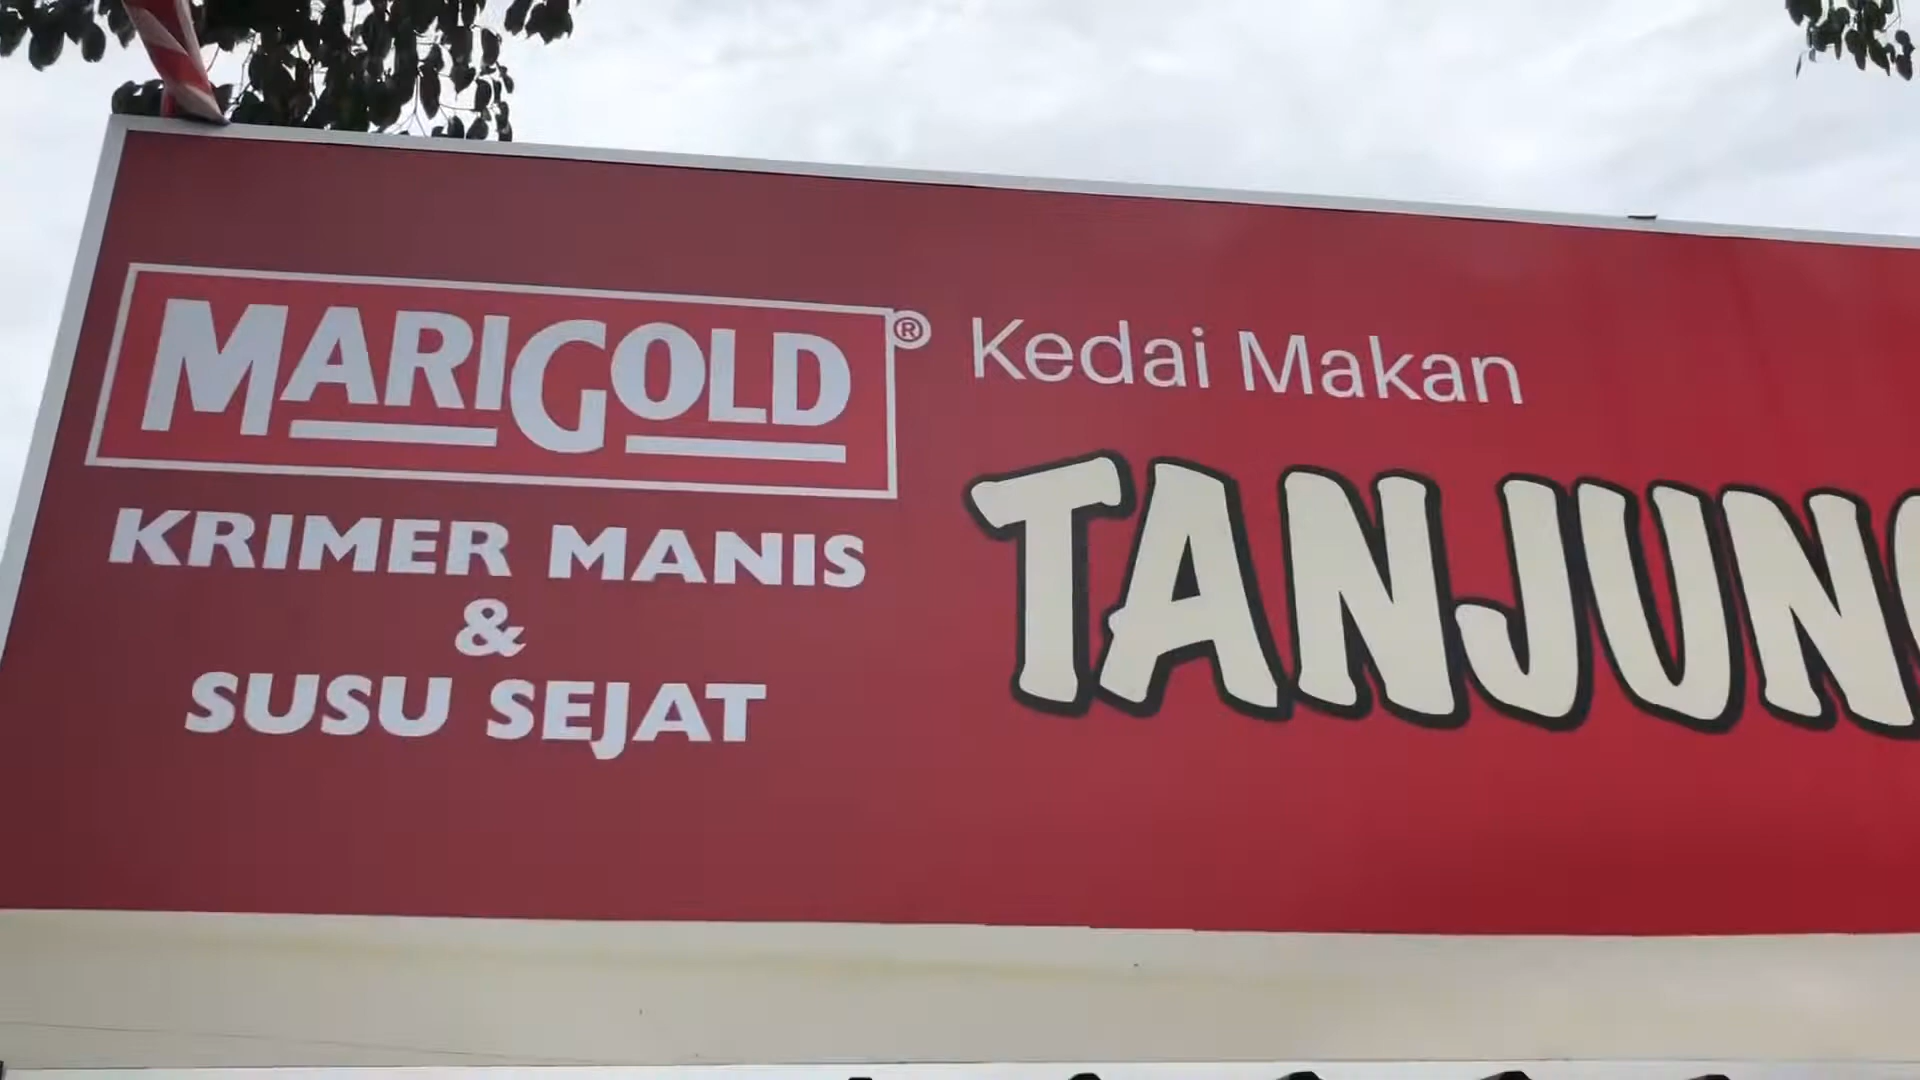 MARIGOLD®
KRIMER MANIS
&
SUSU SEJAT
Kedai Makan
TANJUN